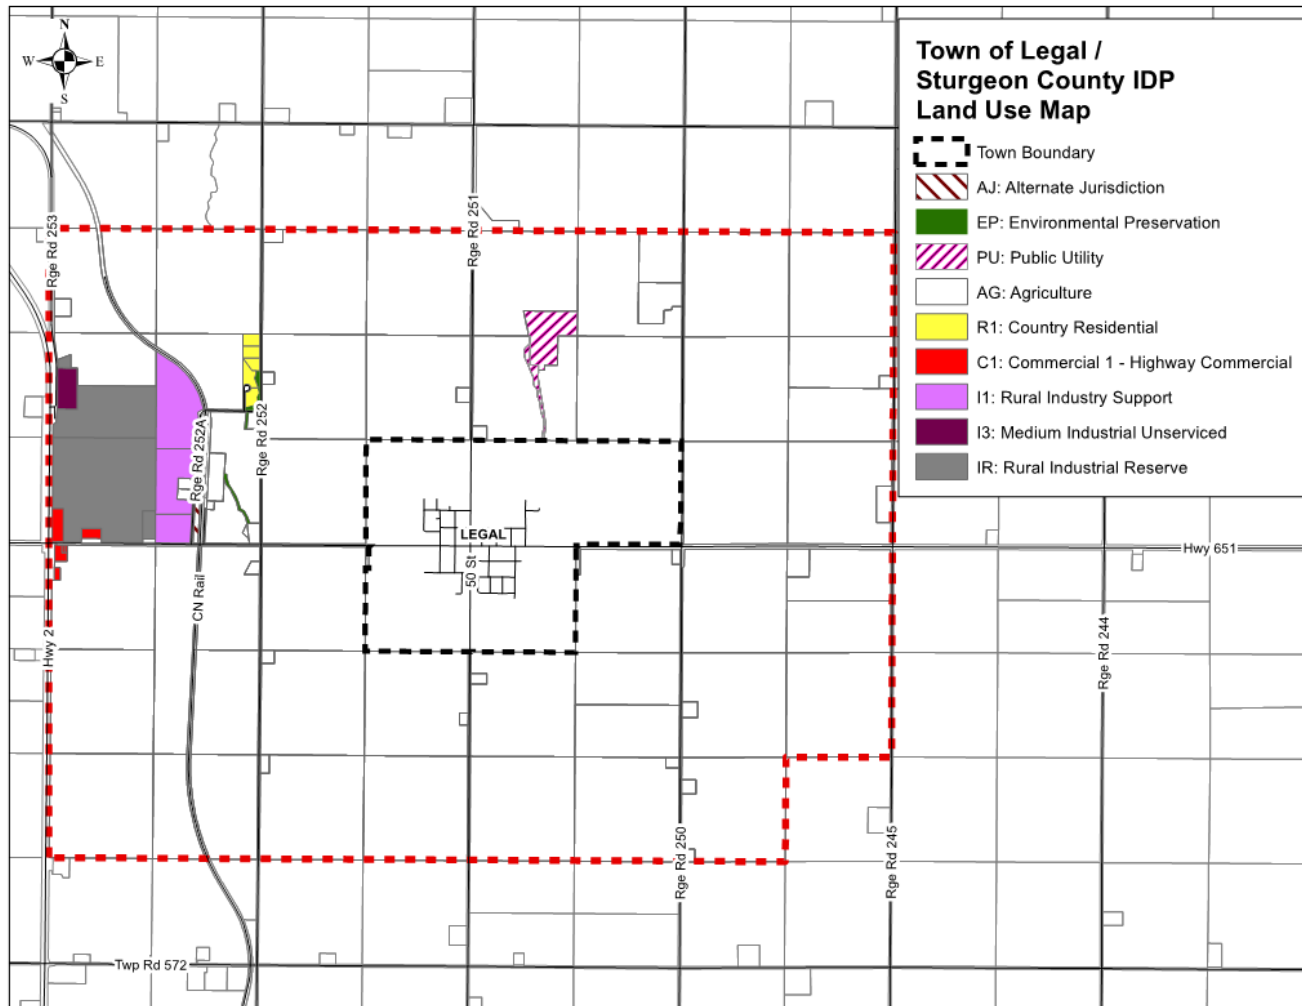 N
W
E
S
Town of Legal /
Sturgeon County IDP
Land Use Map
Town Boundary
AJ: Alternate Jurisdiction
EP: Environmental Preservation
PU: Public Utility
AG: Agriculture
R1: Country Residential
C1: Commercial 1 - Highway Commercial
I1: Rural Industry Support
I3: Medium Industrial Unserviced
IR: Rural Industrial Reserve
Rge Rd 253
Rge Rd 251
Rge Rd 252A
Rge Rd 252
LEGAL
50 St
Hwy 651
CN Rail
Hwy 2
Rge Rd 244
Rge Rd 250
Rge Rd 245
Twp Rd 572